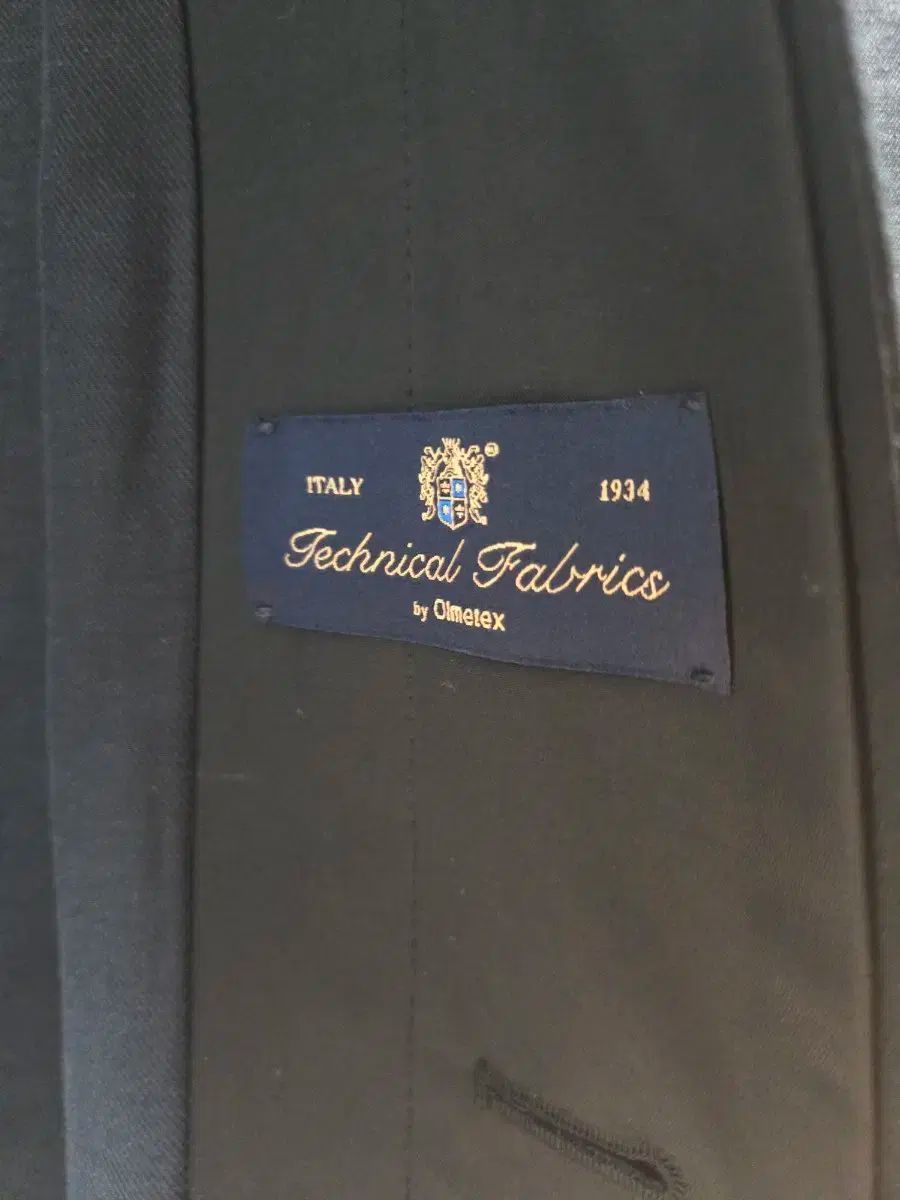 ITALY 1934
Technical Fabrics
by Olmetex